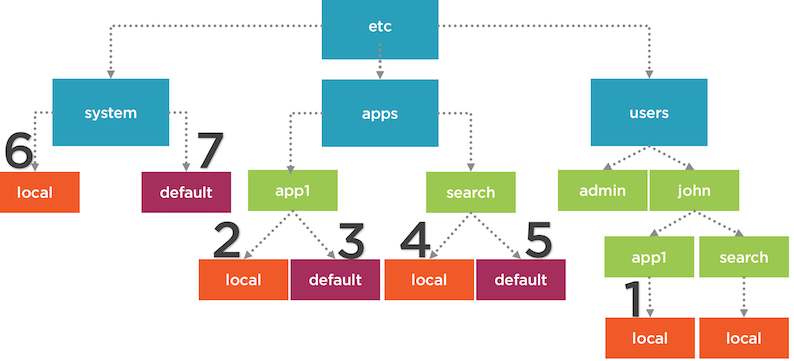 etc
system
apps
users
6
7
local
default
app1
search
admin
john
2
3
4
5
local
default
local
default
app1
search
1
local
local